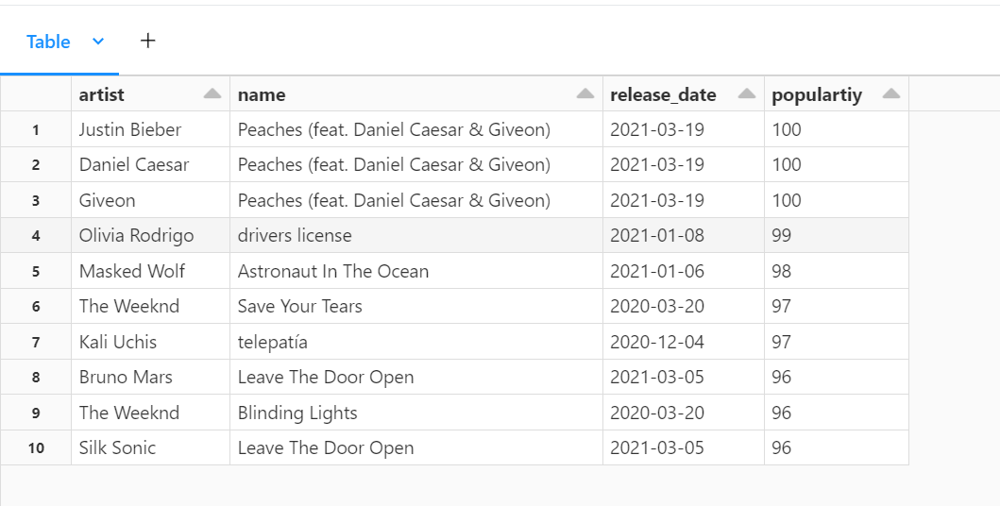 Table +
artist name release_date populartiy
1 Justin Bieber Peaches (feat. Daniel Caesar & Giveon) 2021-03-19 100
2 Daniel Caesar Peaches (feat. Daniel Caesar & Giveon) 2021-03-19 100
3 Giveon Peaches (feat. Daniel Caesar & Giveon) 2021-03-19 100
4 Olivia Rodrigo drivers license 2021-01-08 99
5 Masked Wolf Astronaut In The Ocean 2021-01-06 98
6 The Weeknd Save Your Tears 2020-03-20 97
7 Kali Uchis telepatía 2020-12-04 97
8 Bruno Mars Leave The Door Open 2021-03-05 96
9 The Weeknd Blinding Lights 2020-03-20 96
10 Silk Sonic Leave The Door Open 2021-03-05 96